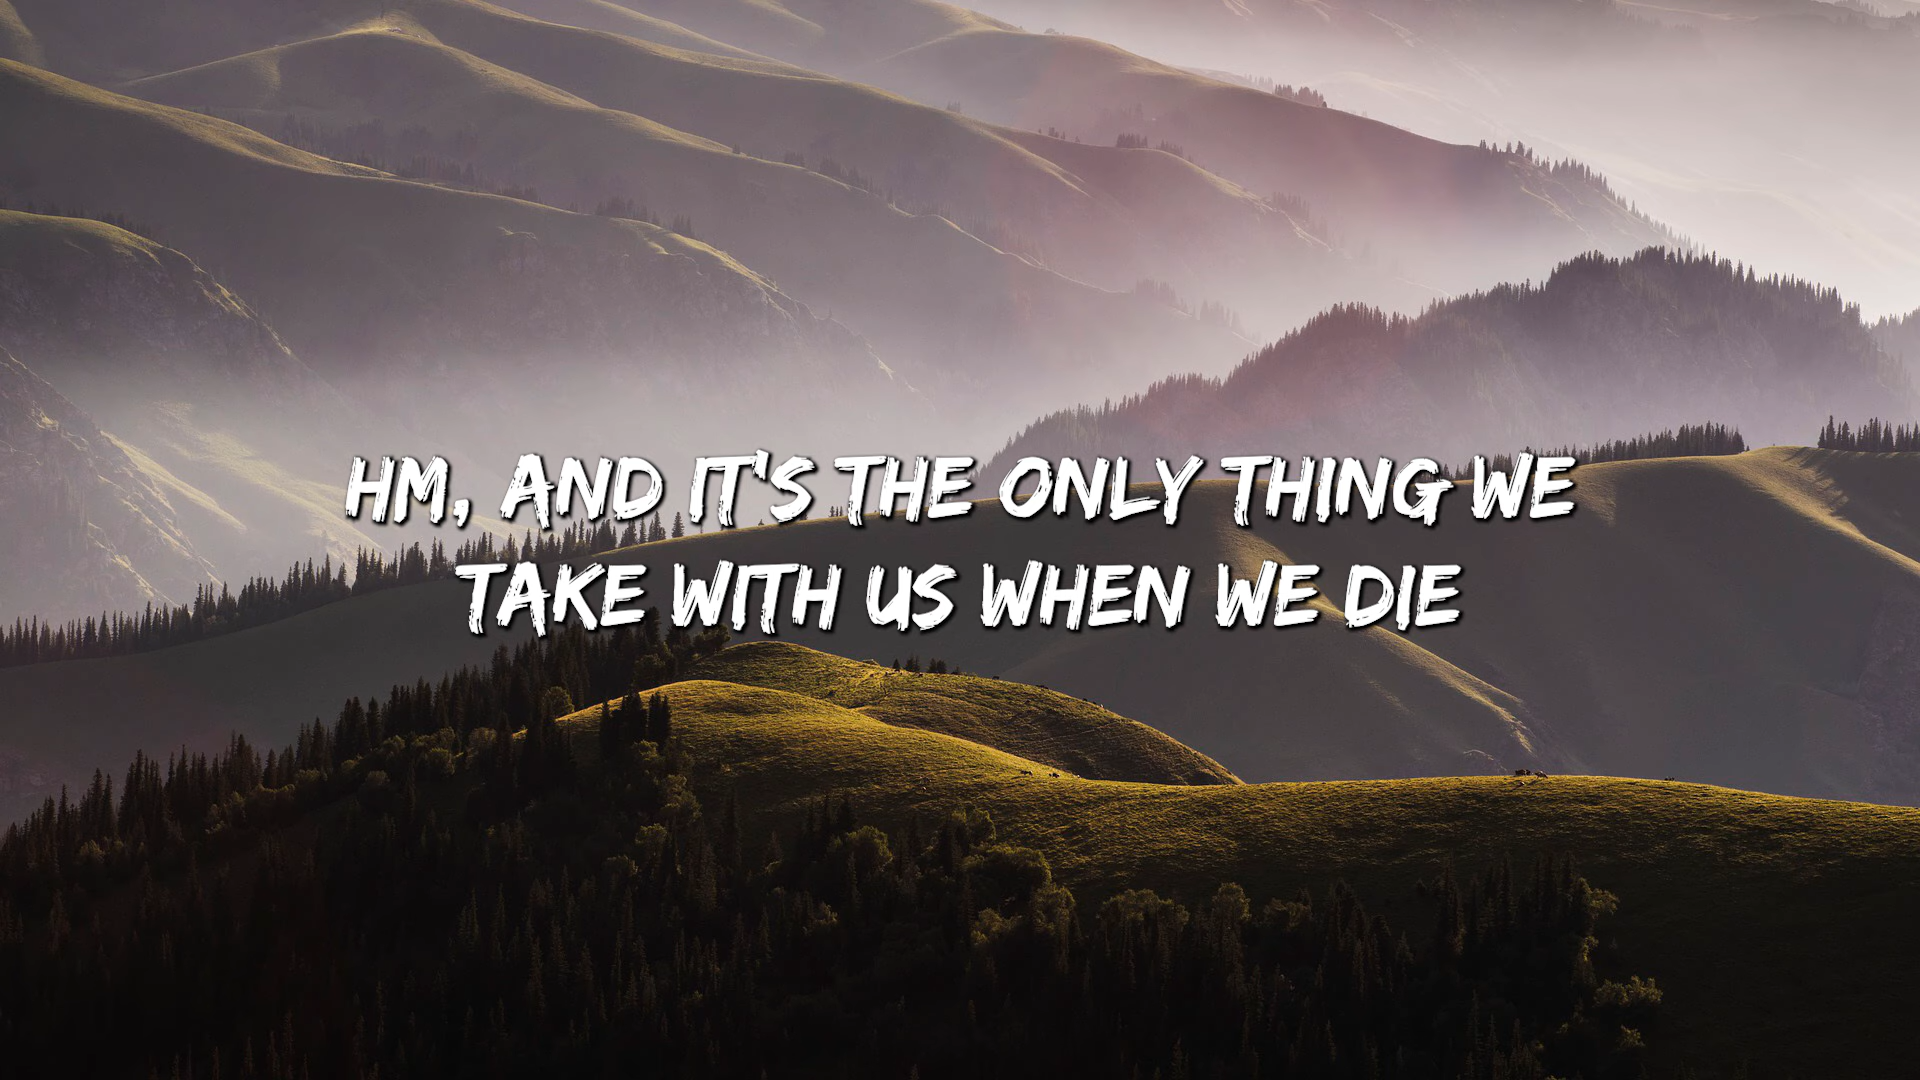 HM, AND IT'S THE ONLY THING WE
TAKE WITH US WHEN WE DIE